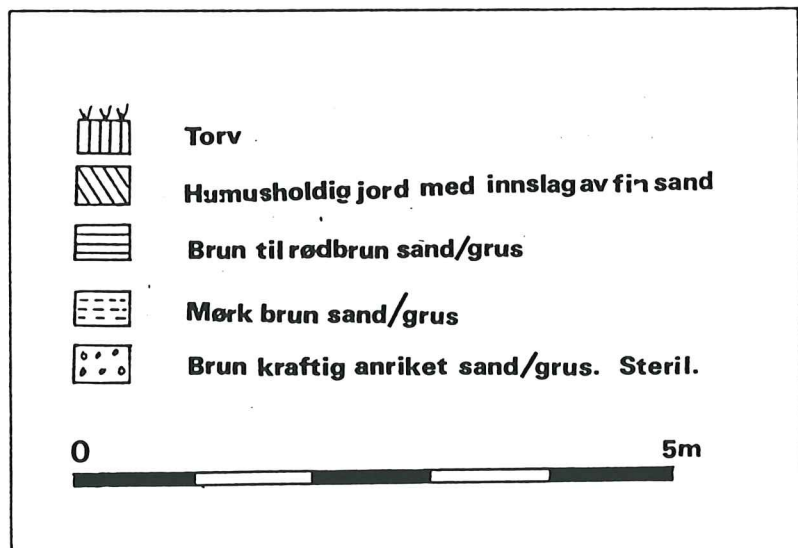 Torv
Humusholdig jord med innslag av fin sand
Brun til rødbrun sand/grus
Mørk brun sand/grus
Brun kraftig anriket sand/grus. Steril.
0 5m